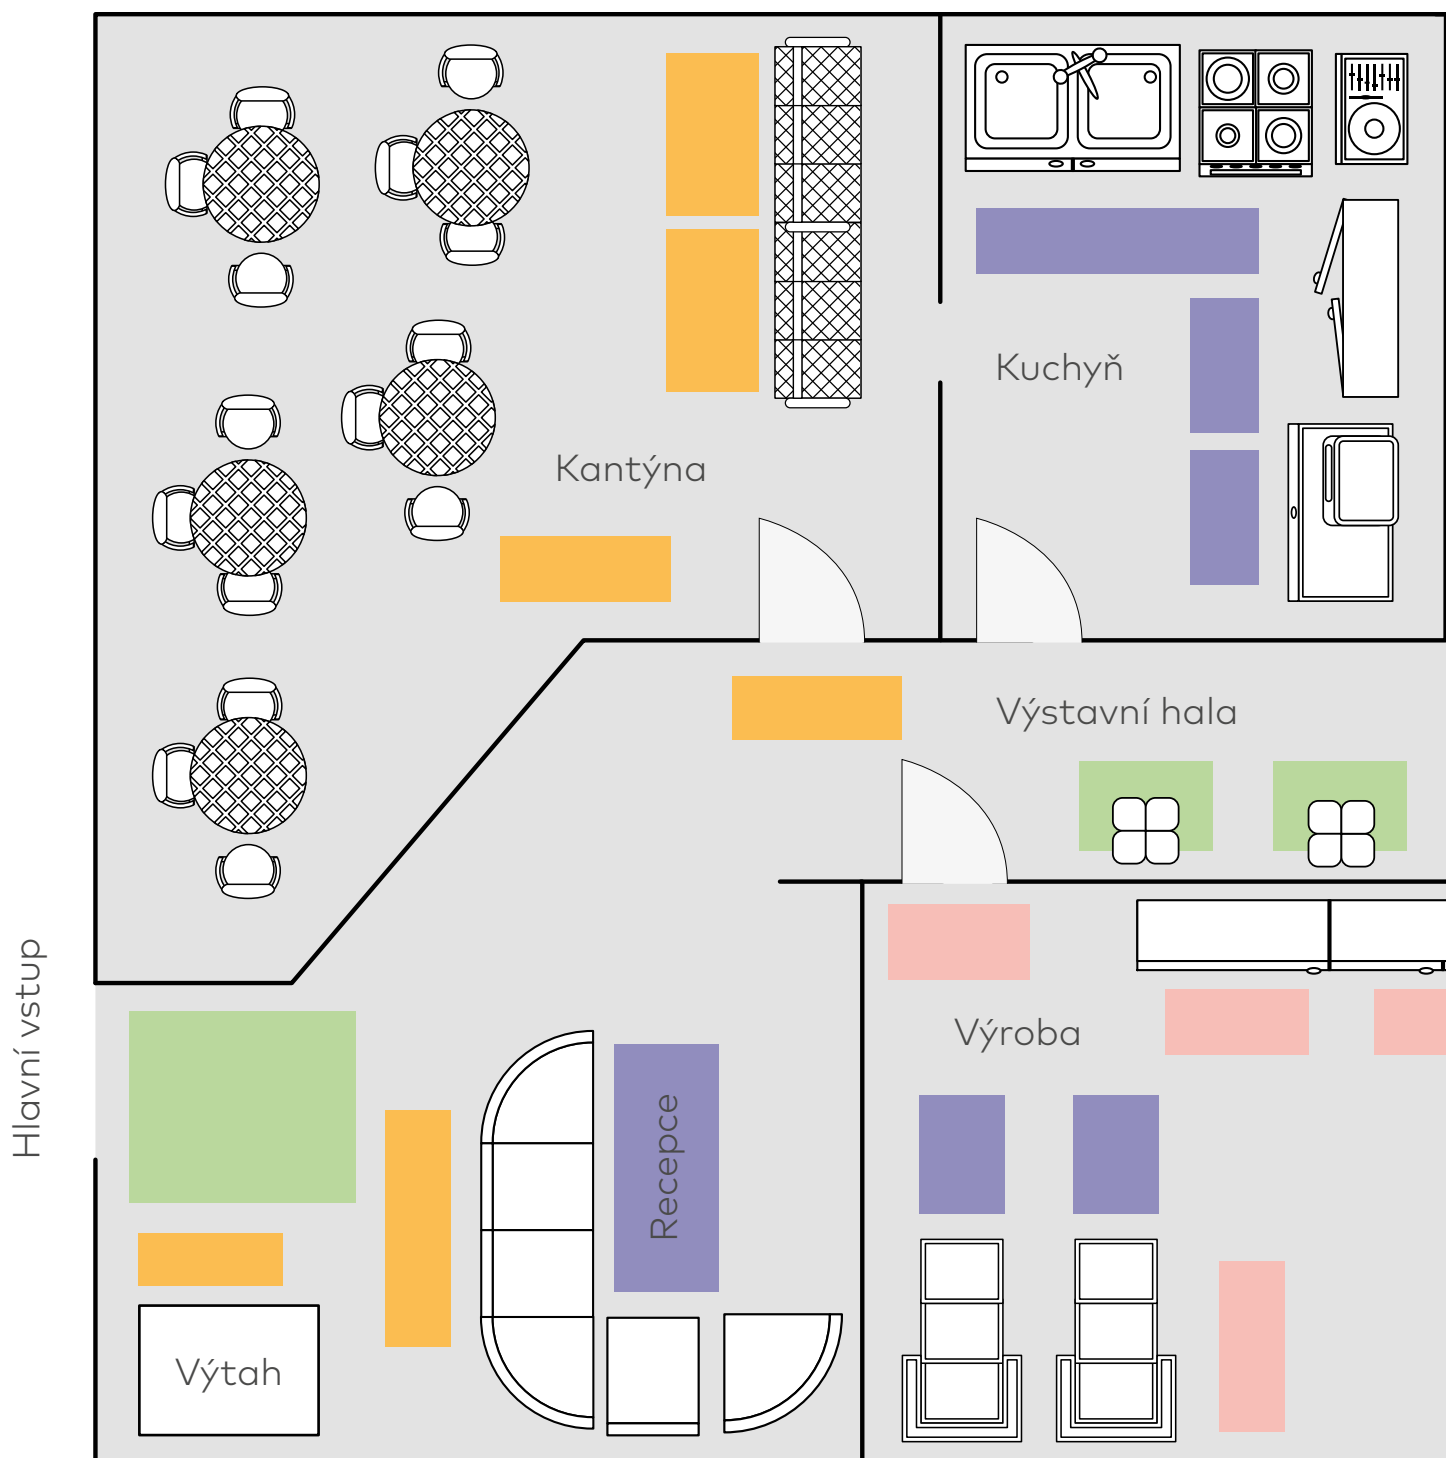 Kuchyň
Kantýna
Výstavní hala
Hlavní vstup
Výroba
Recepce
Výtah